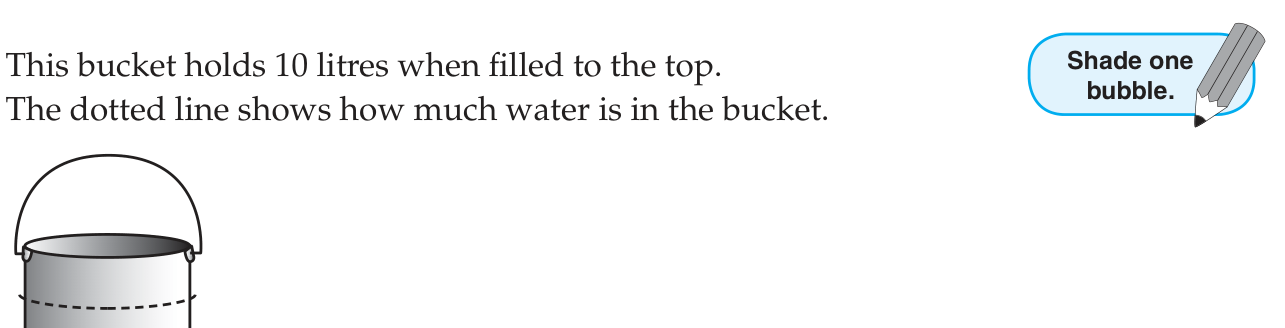 This bucket holds 10 litres when filled to the top.
The dotted line shows how much water is in the bucket.
Shade one
bubble.